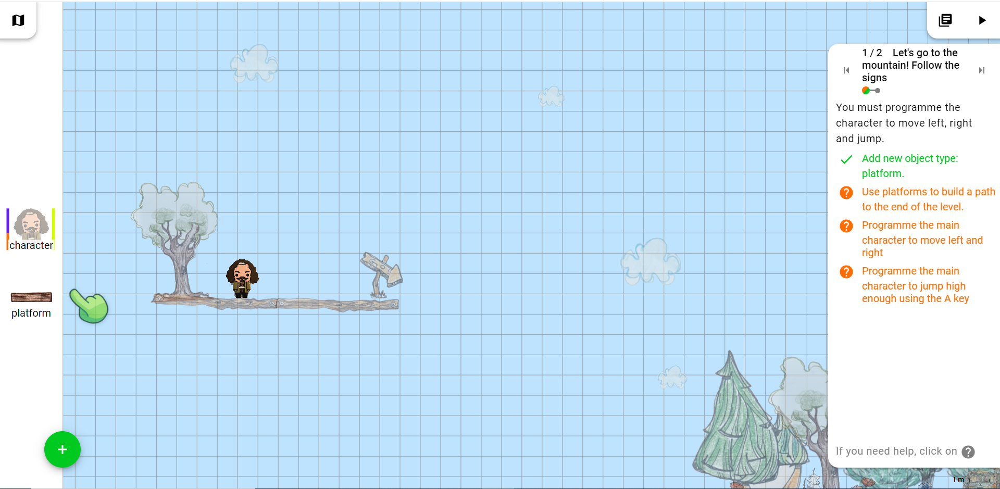 1 / 2 Let's go to the
mountain! Follow the
signs
You must programme the
character to move left, right
and jump.
Add new object type:
platform.
Use platforms to build a path
to the end of the level.
Programme the main
character to move left and
right
Programme the main
character to jump high
enough using the A key
character
GO
platform
+
If you need help, click on ?
1 m